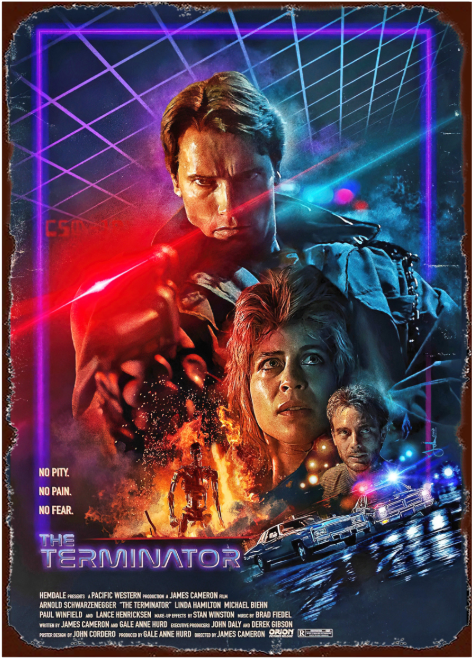 NO PITY.
NO PAIN.
NO FEAR.
THE
TERMINATOR
HEMDALE PRESENTS A PACIFIC WESTERN PRODUCTION OF A JAMES CAMERON FILM
ARNOLD SCHWARZENEGGER "THE TERMINATOR" LINDA HAMILTON MICHAEL BIEHN
PAUL WINFIELD AND LANCE HENRICKSEN MAKE-UP EFFECTS BY STAN WINSTON MUSIC BY BRAD FIEDEL
WRITTEN BY JAMES CAMERON AND GALE ANNE HURD EXECUTIVE PRODUCERS JOHN DALY AND DEREK GIBSON
POSTER DESIGN BY JOHN CORDERO PRODUCED BY GALE ANNE HURD DIRECTED BY JAMES CAMERON ORION R